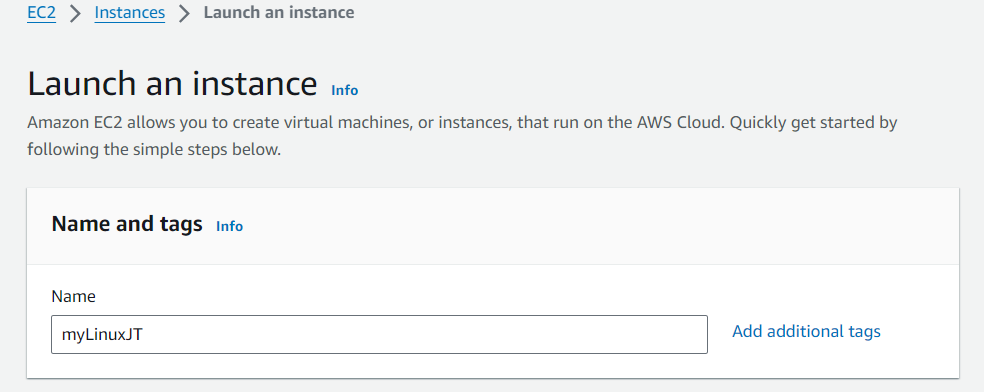 EC2 > Instances > Launch an instance
Launch an instance Info
Amazon EC2 allows you to create virtual machines, or instances, that run on the AWS Cloud. Quickly get started by
following the simple steps below.
Name and tags Info
Name
myLinuxJT Add additional tags